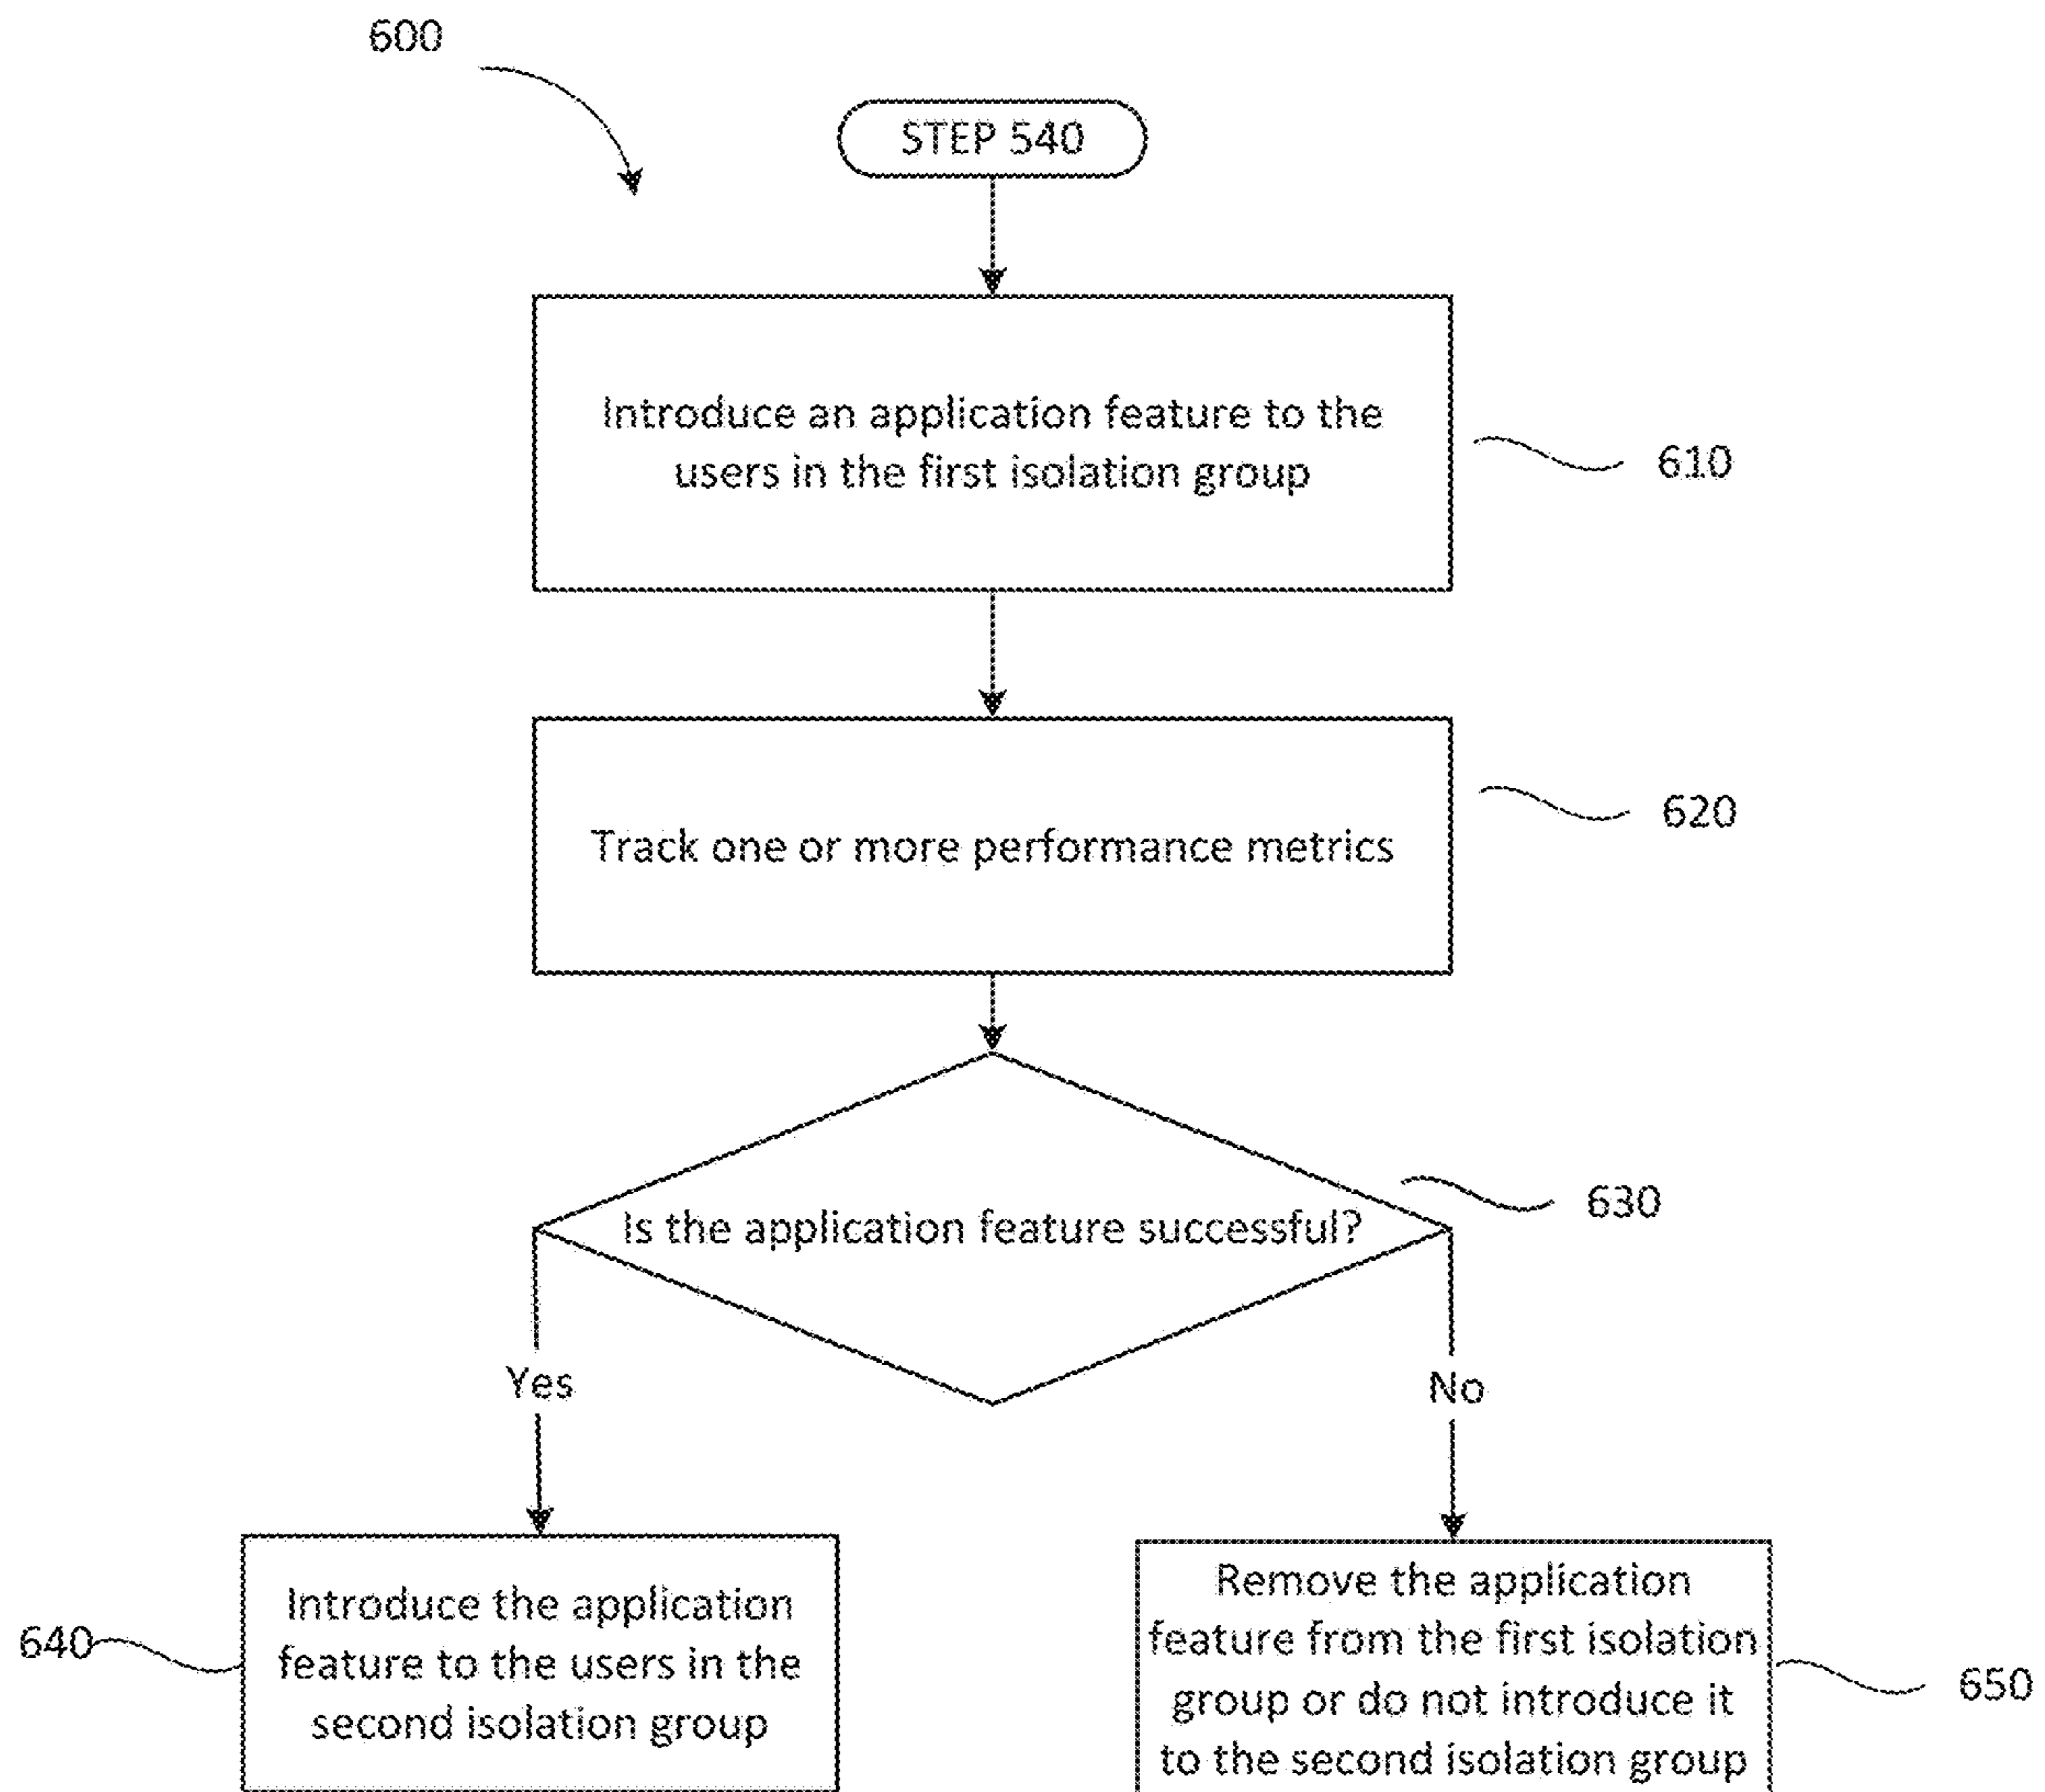 600
STEP 540
Introduce an application feature to the
users in the first isolation group
610
Track one or more performance metrics
620
Is the application feature successful?
630
Yes
No
Introduce the application
feature to the users in the
second isolation group
640
Remove the application
feature from the first isolation
group or do not introduce it
to the second isolation group
650